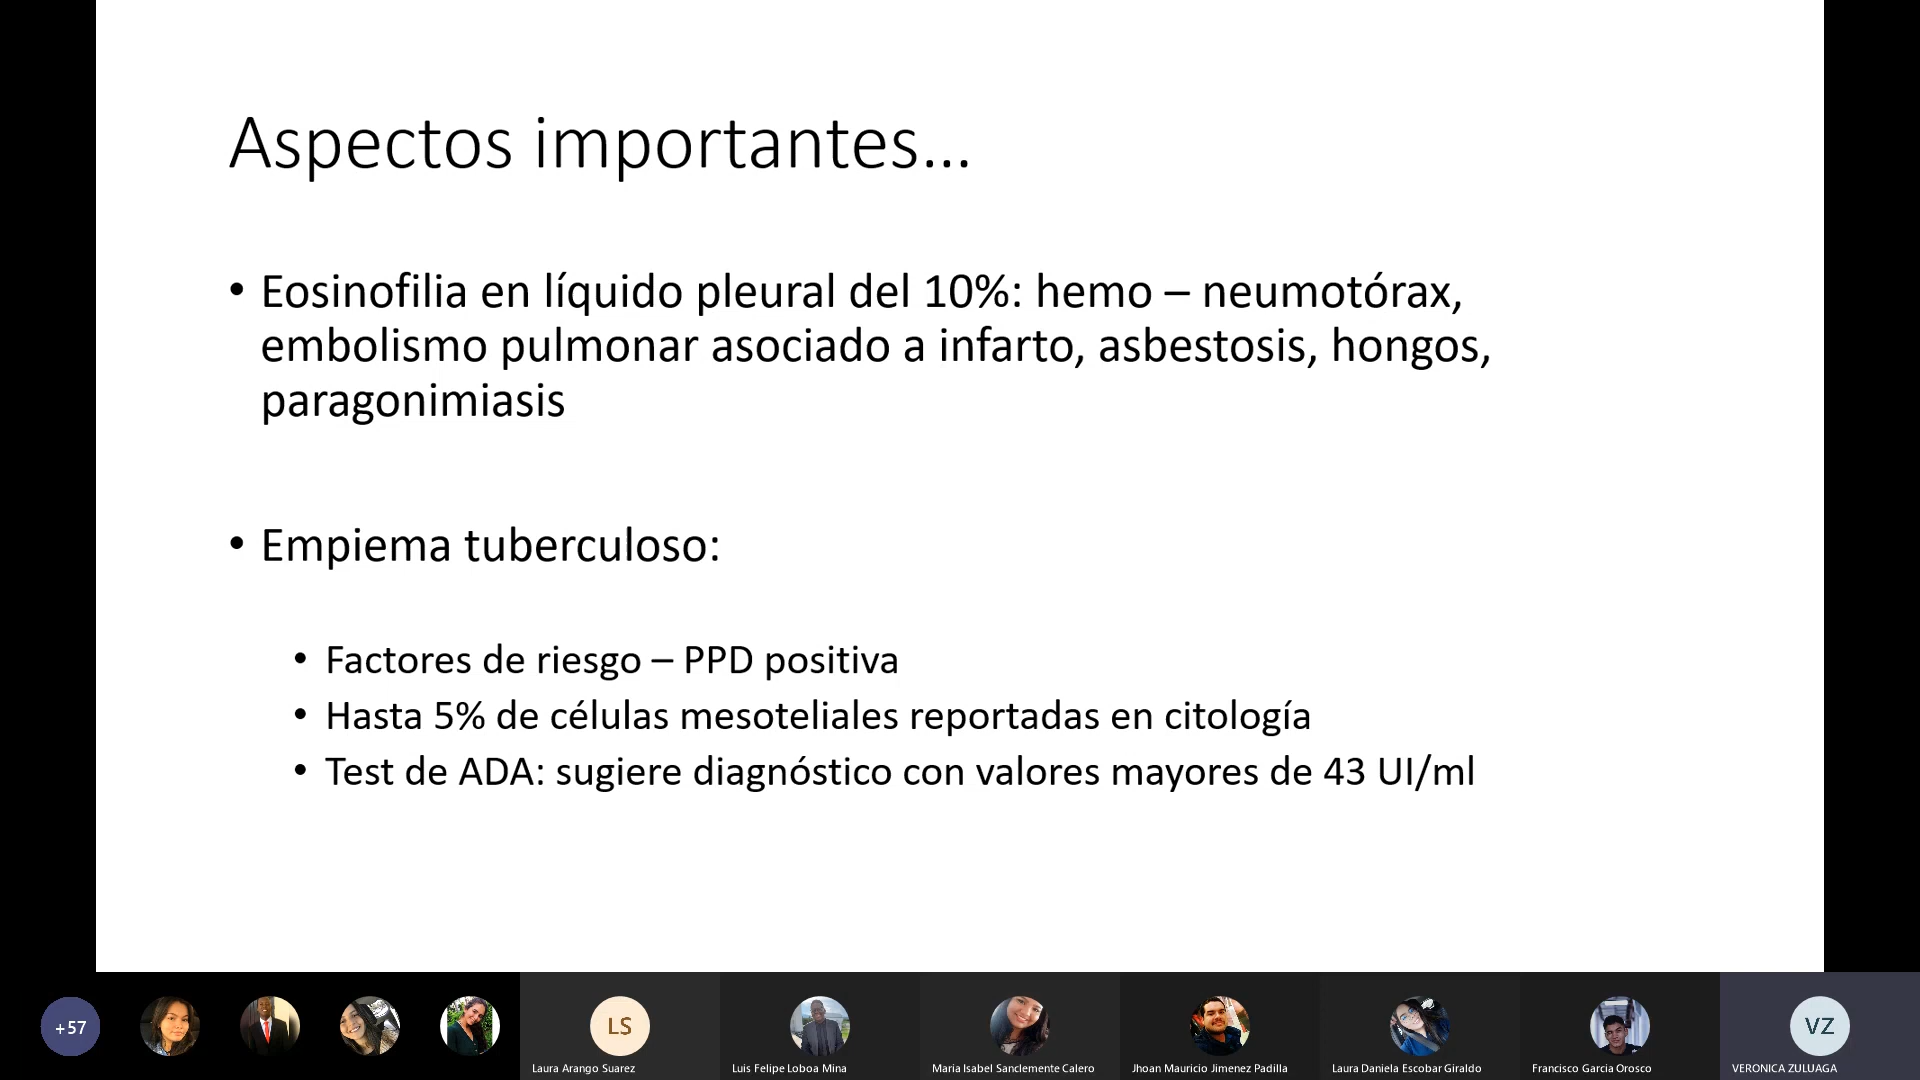 Aspectos importantes...
• Eosinofilia en líquido pleural del 10%: hemo – neumotórax,
embolismo pulmonar asociado a infarto, asbestosis, hongos,
paragonimiasis
• Empiema tuberculoso:
• Factores de riesgo – PPD positiva
• Hasta 5% de células mesoteliales reportadas en citología
• Test de ADA: sugiere diagnóstico con valores mayores de 43 UI/ml
+57
LS
VZ
Laura Arango Suarez
Luis Felipe Loboa Mina
Maria Isabel Sanclemente Calero
Jhoan Mauricio Jimenez Padilla
Laura Daniela Escobar Giraldo
Francisco Garcia Orosco
VERONICA ZULUAGA